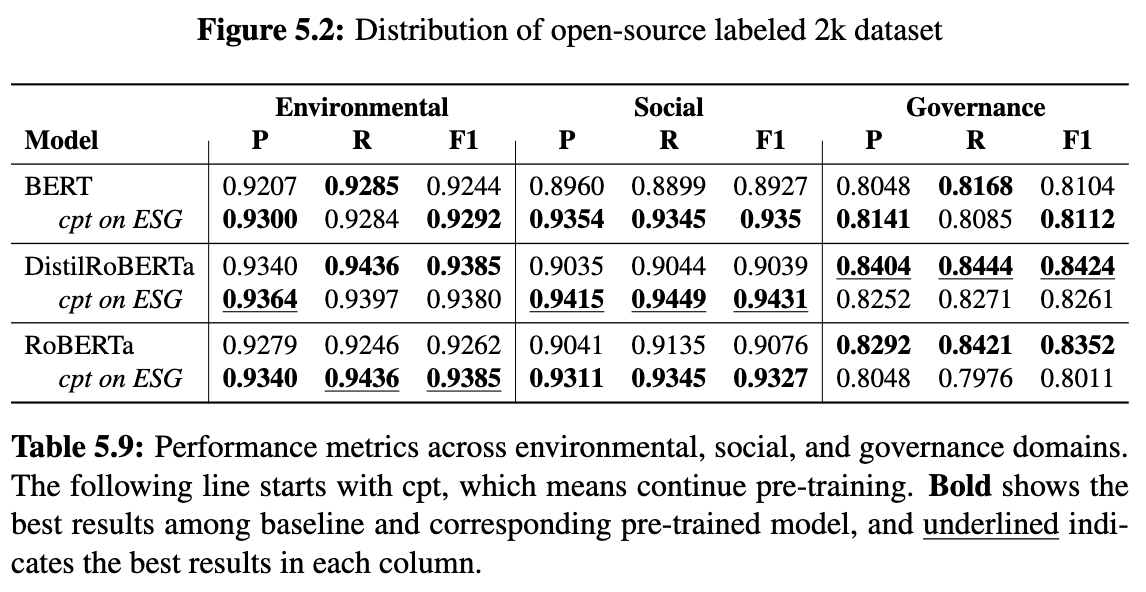 Figure 5.2: Distribution of open-source labeled 2k dataset
Environmental Social Governance
Model P R F1 P R F1 P R F1
BERT 0.9207 0.9285 0.9244 0.8960 0.8899 0.8927 0.8048 0.8168 0.8104
cpt on ESG 0.9300 0.9284 0.9292 0.9354 0.9345 0.935 0.8141 0.8085 0.8112
DistilRoBERTa 0.9340 0.9436 0.9385 0.9035 0.9044 0.9039 0.8404 0.8444 0.8424
cpt on ESG 0.9364 0.9397 0.9380 0.9415 0.9449 0.9431 0.8252 0.8271 0.8261
RoBERTa 0.9279 0.9246 0.9262 0.9041 0.9135 0.9076 0.8292 0.8421 0.8352
cpt on ESG 0.9340 0.9436 0.9385 0.9311 0.9345 0.9327 0.8048 0.7976 0.8011
Table 5.9: Performance metrics across environmental, social, and governance domains.
The following line starts with cpt, which means continue pre-training. Bold shows the
best results among baseline and corresponding pre-trained model, and underlined indi-
cates the best results in each column.